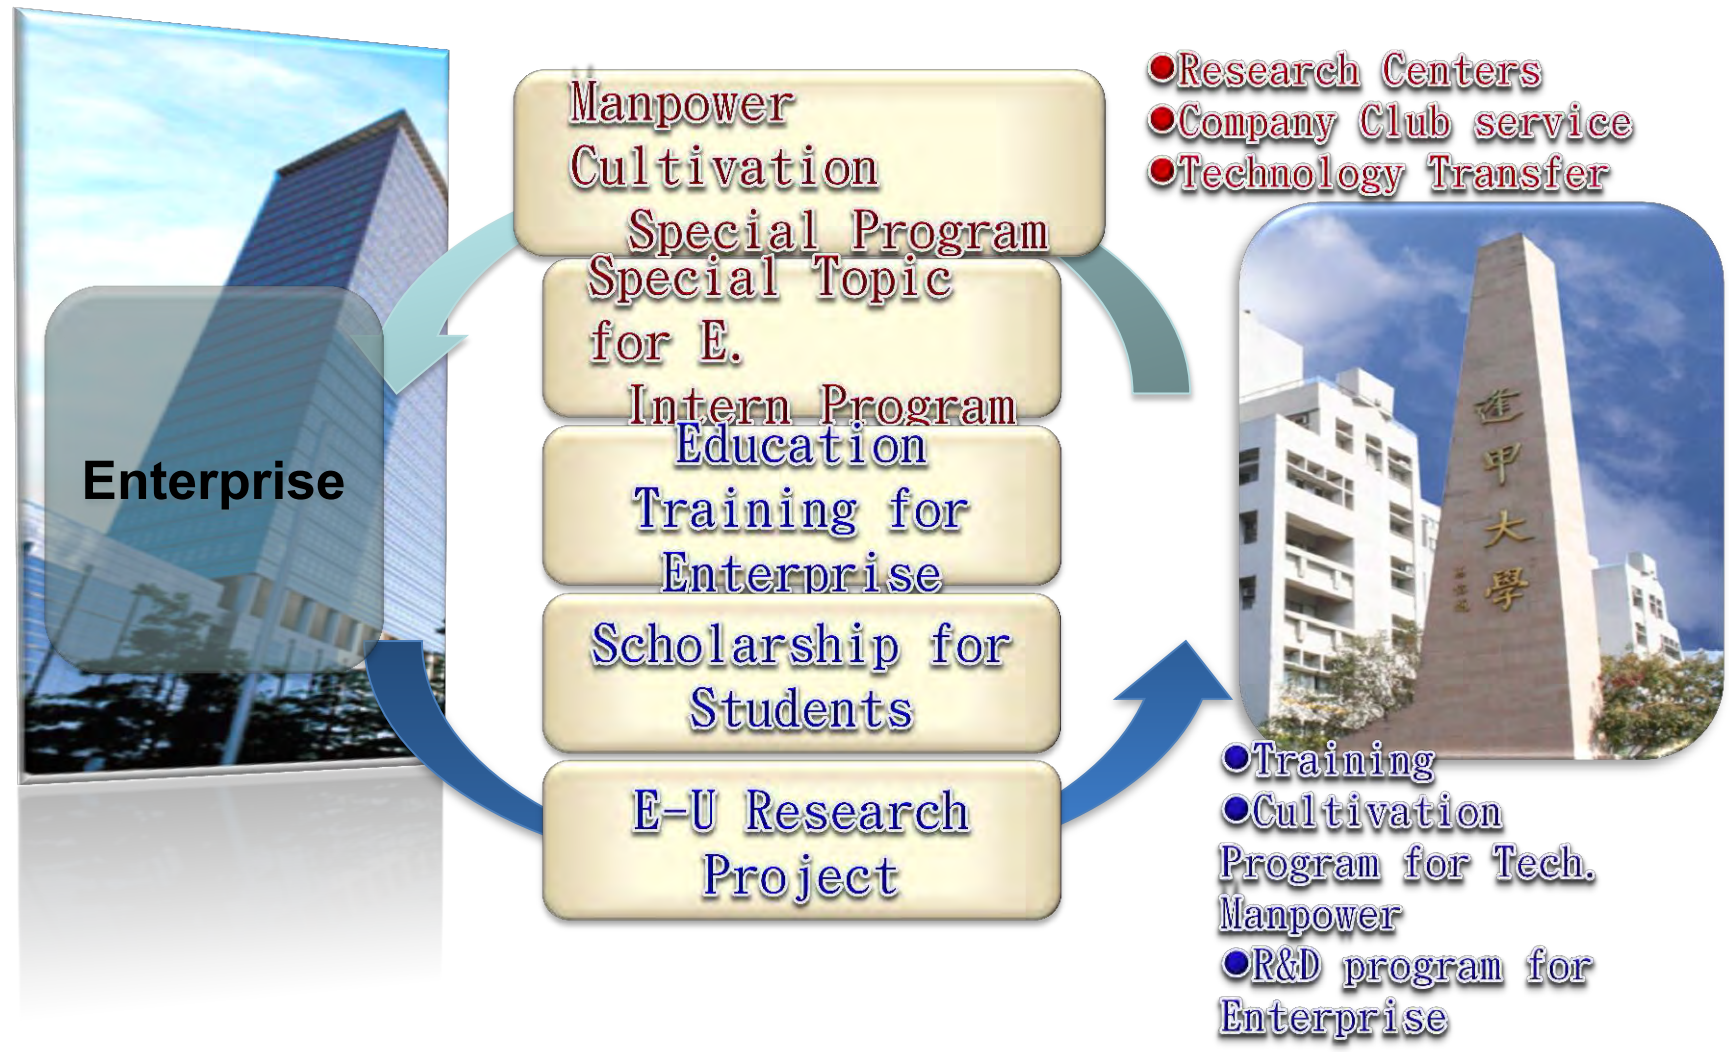 Enterprise
Manpower
Cultivation
Special Program
Special Topic
for E.
Intern Program
Education
Training for
Enterprise
Scholarship for
Students
E-U Research
Project
●Research Centers
●Company Club service
●Technology Transfer
逢甲大學
●Training
●Cultivation
Program for Tech.
Manpower
●R&D program for
Enterprise